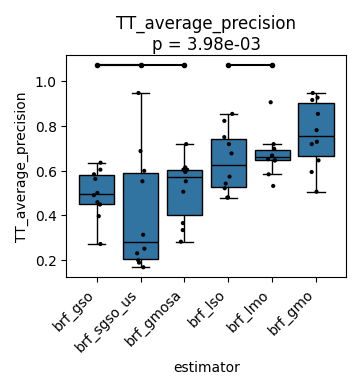 TT_average_precision
p = 3.98e-03
TT_average_precision
1.0
0.8
0.6
0.4
0.2
brf_gso
brf_sgso_us
brf_gmosa
brf_lso
brf_lmo
brf_gmo
estimator